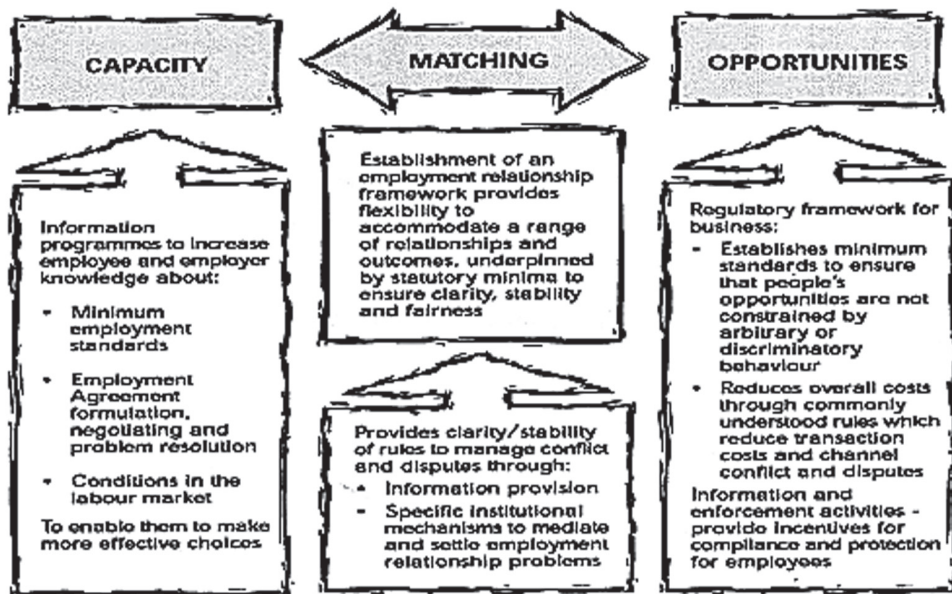 CAPACITY
MATCHING
OPPORTUNITIES
Information
programmes to increase
employee and employer
knowledge about:
• Minimum
employment
standards
• Employment
Agreement
formulation,
negotiating and
problem resolution
• Conditions in the
labour market
To enable them to make
more effective choices
Establishment of an
employment relationship
framework provides
flexibility to
accommodate a range
of relationships and
outcomes, underpinned
by statutory minima to
ensure clarity, stability
and fairness
Provides clarity/stability
of rules to manage conflict
and disputes through:
• Information provision
• Specific institutional
mechanisms to mediate
and settle employment
relationship problems
Regulatory framework for
business:
• Establishes minimum
standards to ensure
that people's
opportunities are not
constrained by
arbitrary or
discriminatory
behaviour
• Reduces overall costs
through commonly
understood rules which
reduce transaction
costs and channel
conflict and disputes
Information and
enforcement activities -
provide incentives for
compliance and protection
for employees